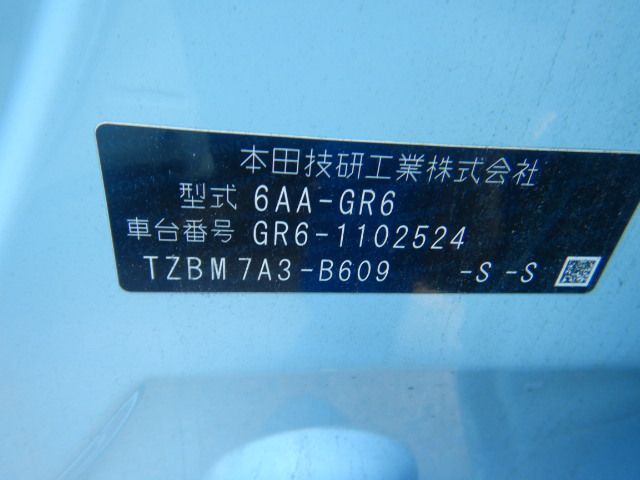 本田技研工業株式会社
型式 6AA-GR6
車台番号 GR6-1102524
TZBM7A3-B609 -S -S